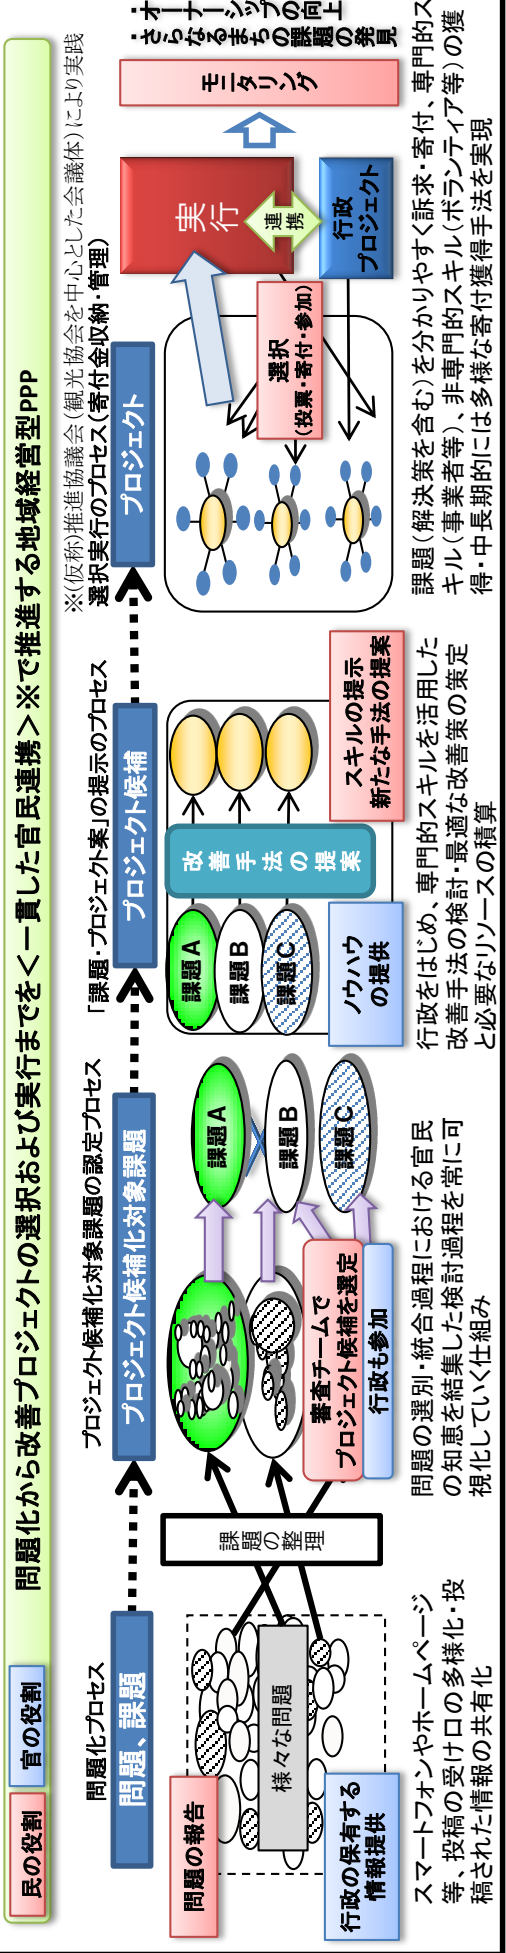 民の役割
官の役割
問題化から改善プロジェクトの選択および実行までを＜一貫した官民連携＞※で推進する地域経営型PPP
※(仮称)推進協議会(観光協会を中心とした会議体)により実践
問題化プロセス
問題、課題
問題の報告
様々な問題
行政の保有する
情報提供
スマートフォンやホームページ
等、投稿の受け口の多様化・投
稿された情報の共有化
課題の整理
プロジェクト候補化対象課題の認定プロセス
プロジェクト候補化対象課題
課題A
課題B
課題C
審査チームで
プロジェクト候補を選定
行政も参加
問題の選別・統合過程における官民
の知恵を結集した検討過程を常に可
視化していく仕組み
「課題・プロジェクト案」の提示のプロセス
プロジェクト候補
課題A
課題B
課題C
改善手法の提案
ノウハウ
の提供
スキルの提示
新たな手法の提案
行政をはじめ、専門的スキルを活用した
改善手法の検討・最適な改善策の策定
と必要なリソースの積算
選択実行のプロセス(寄付金収納・管理)
プロジェクト
選択
(投票・寄付・参加)
実行
連携
行政
プロジェクト
モニタリング
・オーナーシップの向上
・さらなるまちの課題の発見
課題(解決策を含む)を分かりやすく訴求・寄付、専門的ス
キル(事業者等)、非専門的スキル(ボランティア等)の獲
得・中長期的には多様な寄付獲得手法を実現